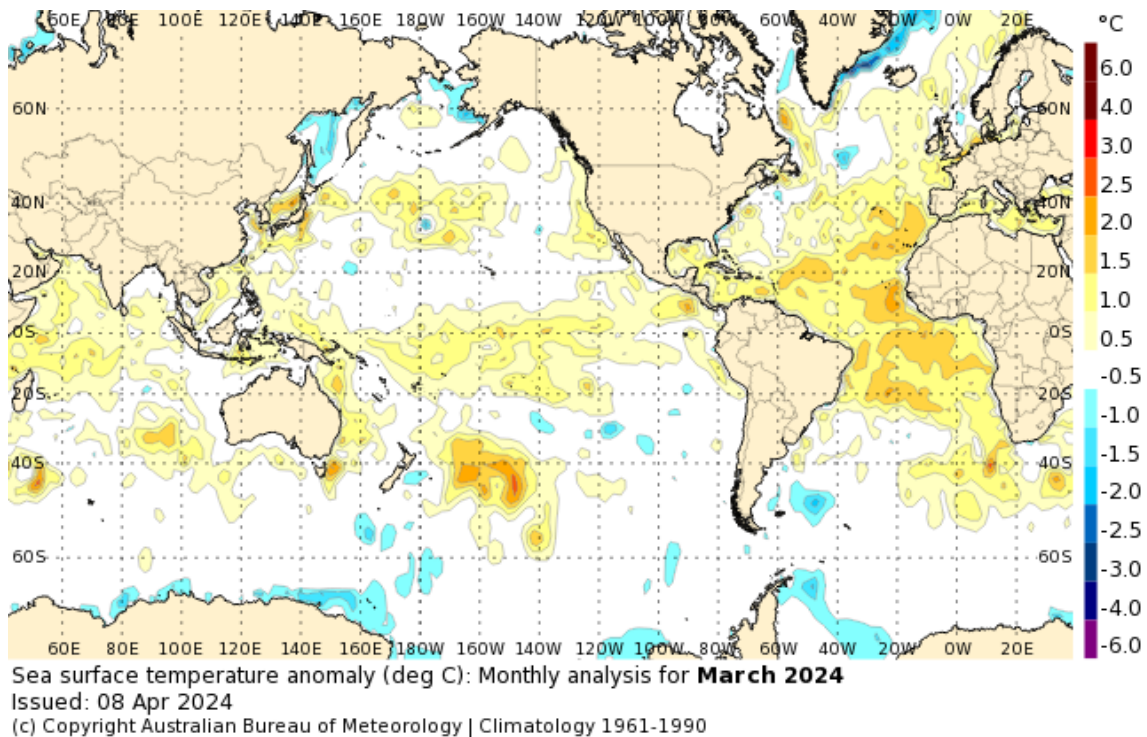 60E 80E 100E 120E 140E 160E 180E 160W 140W 120W 100W 80W 60W 40W 20W 0W 20E
°C
6.0
60N 60N
4.0
3.0
2.5
40N 40N
2.0
20N 20N
1.5
1.0
0S 0S
0.5
-0.5
20S 20S
-1.0
-1.5
40S 40S
-2.0
-2.5
60S 60S
-3.0
-4.0
60E 80E 100E 120E 140E 160E 180E 160W 140W 120W 100W 80W 60W 40W 20W 0W 20E
-6.0
Sea surface temperature anomaly (deg C): Monthly analysis for March 2024
Issued: 08 Apr 2024
(c) Copyright Australian Bureau of Meteorology | Climatology 1961-1990